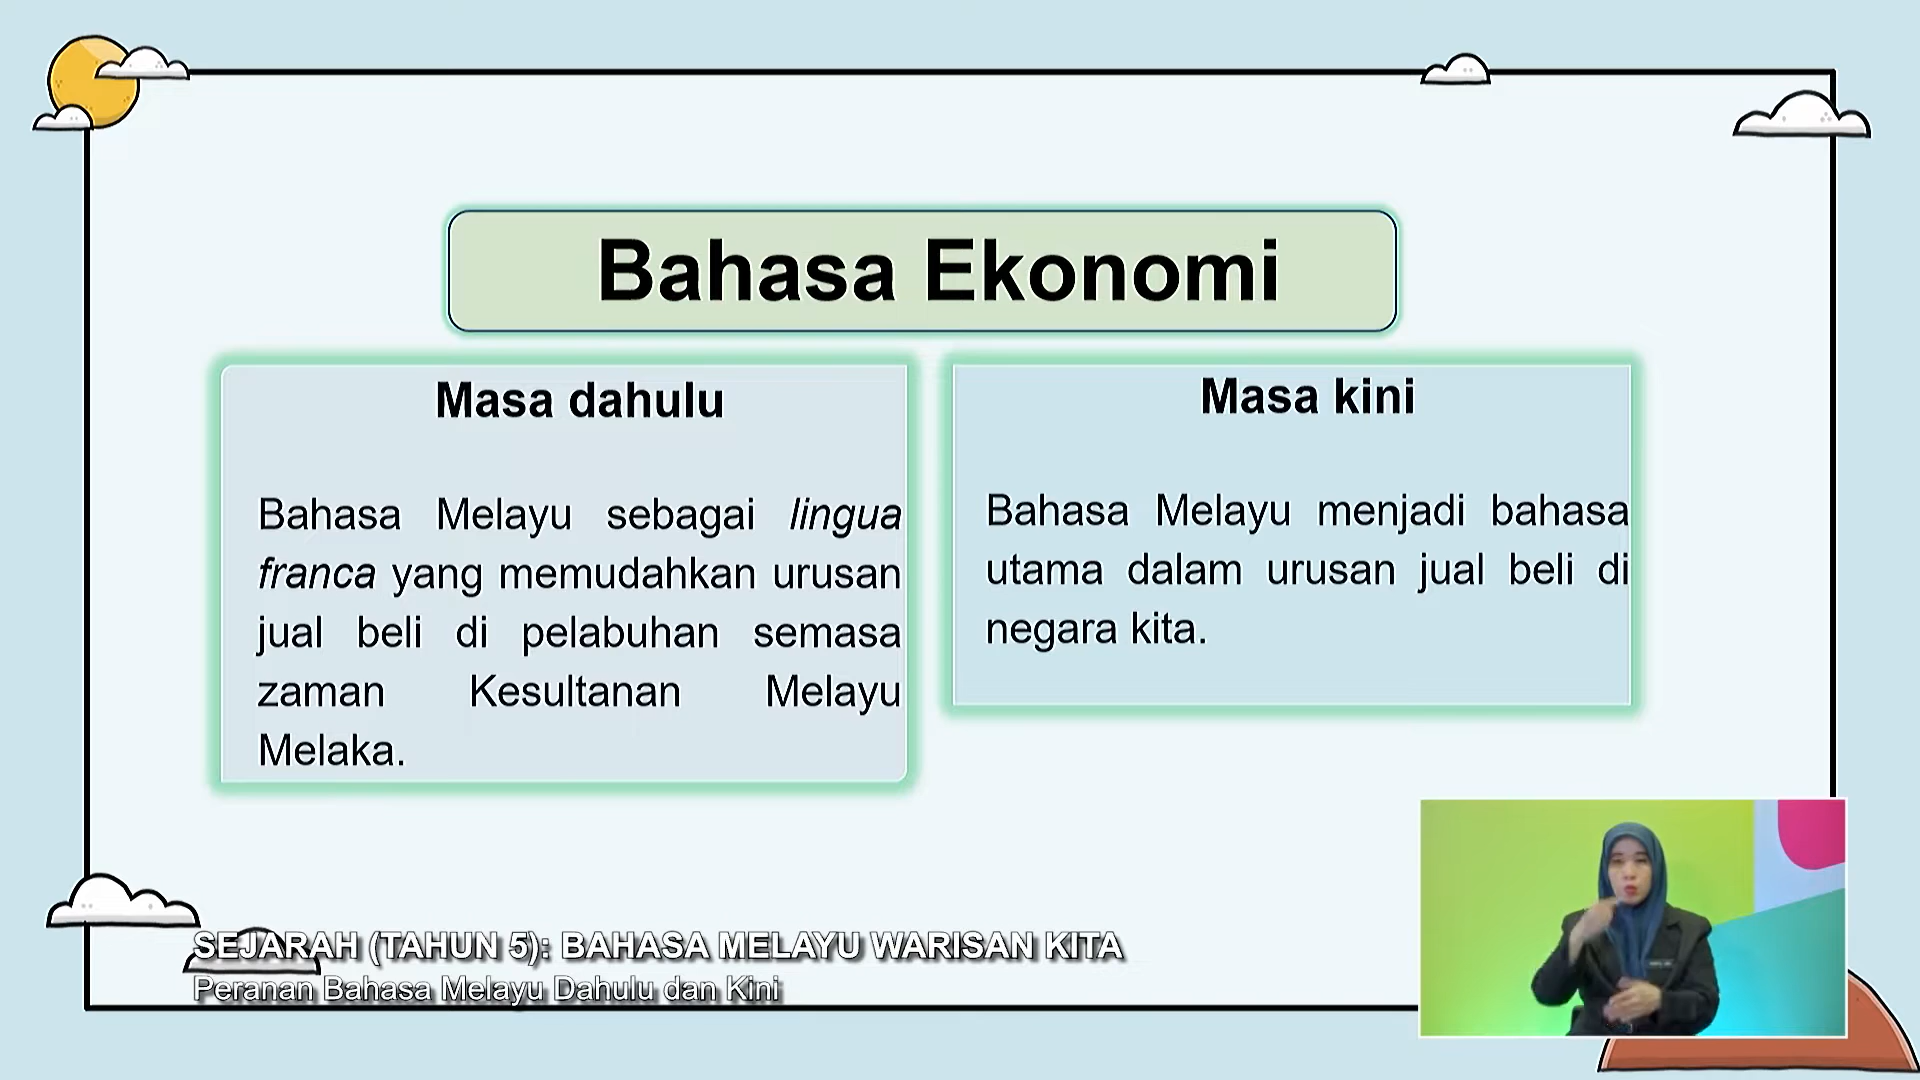 Bahasa Ekonomi
Masa dahulu
Bahasa Melayu sebagai lingua
franca yang memudahkan urusan
jual beli di pelabuhan semasa
zaman Kesultanan Melayu
Melaka.
Masa kini
Bahasa Melayu menjadi bahasa
utama dalam urusan jual beli di
negara kita.
SEJARAH (TAHUN 5): BAHASA MELAYU WARISAN KITA
Peranan Bahasa Melayu Dahulu dan Kini